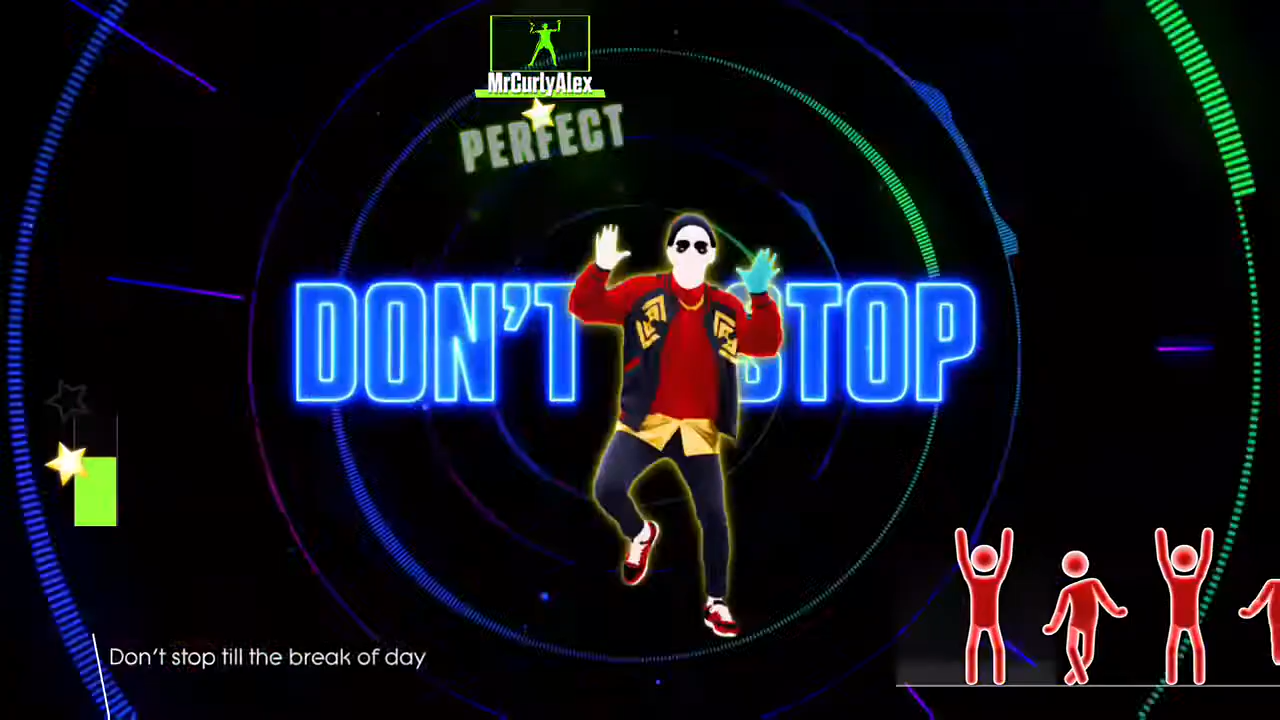 MrCurlyAlex
PERFECT
DON'T STOP
Don't stop till the break of day